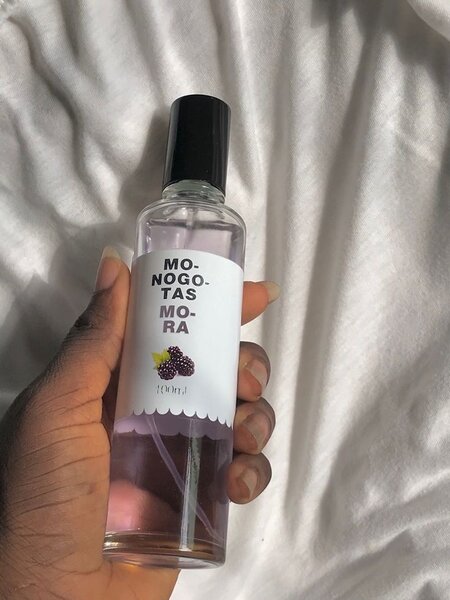 MO-
NOGO-
TAS
MO-
RA
100ml